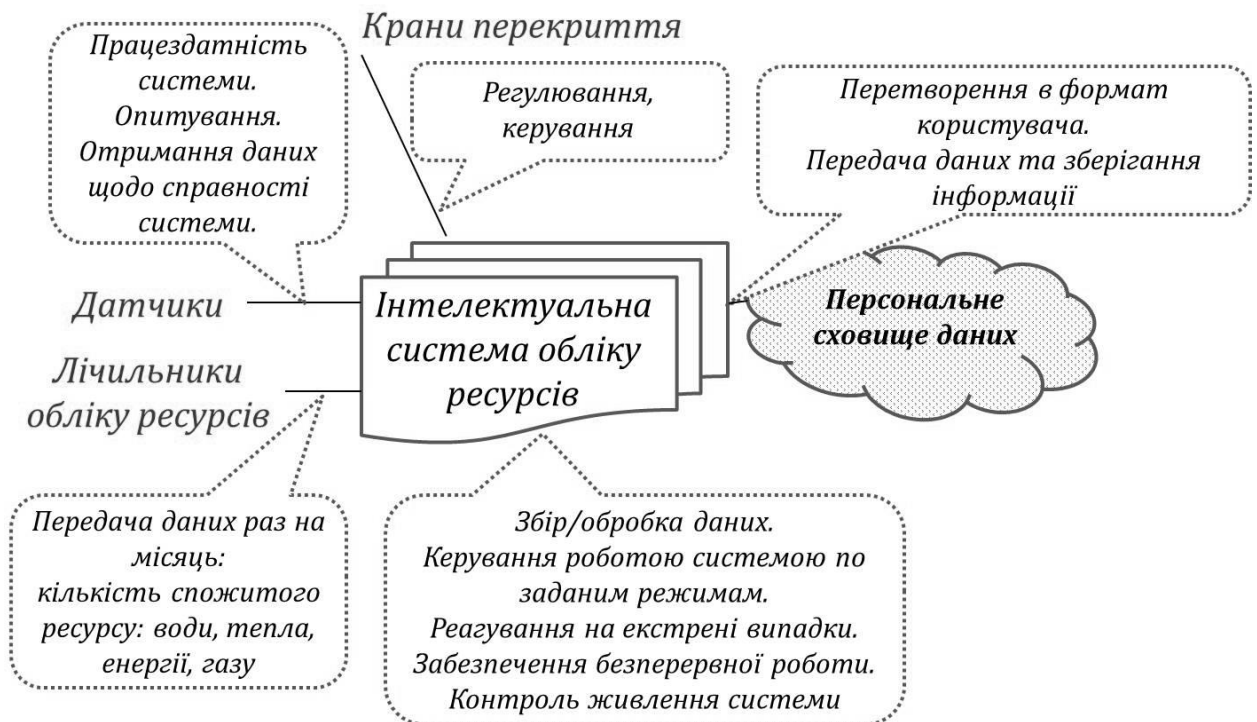 Крани перекриття
Працездатність
системи.
Опитування.
Отримання даних
щодо справності
системи.
Регулювання,
керування
Перетворення в формат
користувача.
Передача даних та зберігання
інформації
Датчики
Лічильники
обліку ресурсів
Інтелектуальна
система обліку
ресурсів
Персональне
сховище даних
Передача даних раз на
місяць:
кількість спожитого
ресурсу: води, тепла,
енергії, газу
Збір/обробка даних.
Керування роботою системою по
заданим режимам.
Реагування на екстрені випадки.
Забезпечення безперервної роботи.
Контроль живлення системи